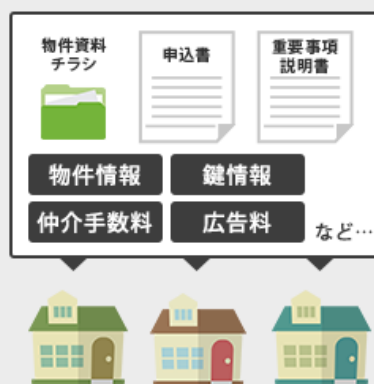 物件資料
チラシ
申込書
重要事項
説明書
物件情報
鍵情報
仲介手数料
広告料
など…